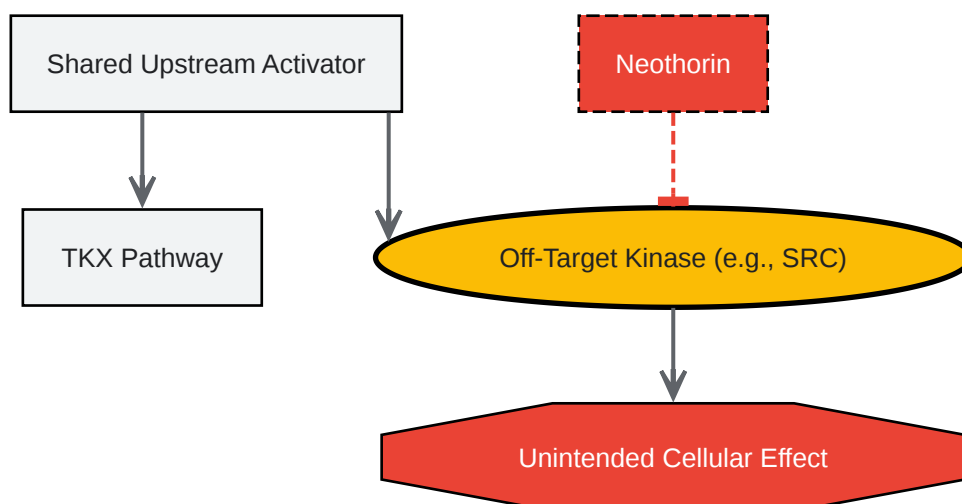 Shared Upstream Activator
Neothorin
TKX Pathway
Off-Target Kinase (e.g., SRC)
Unintended Cellular Effect